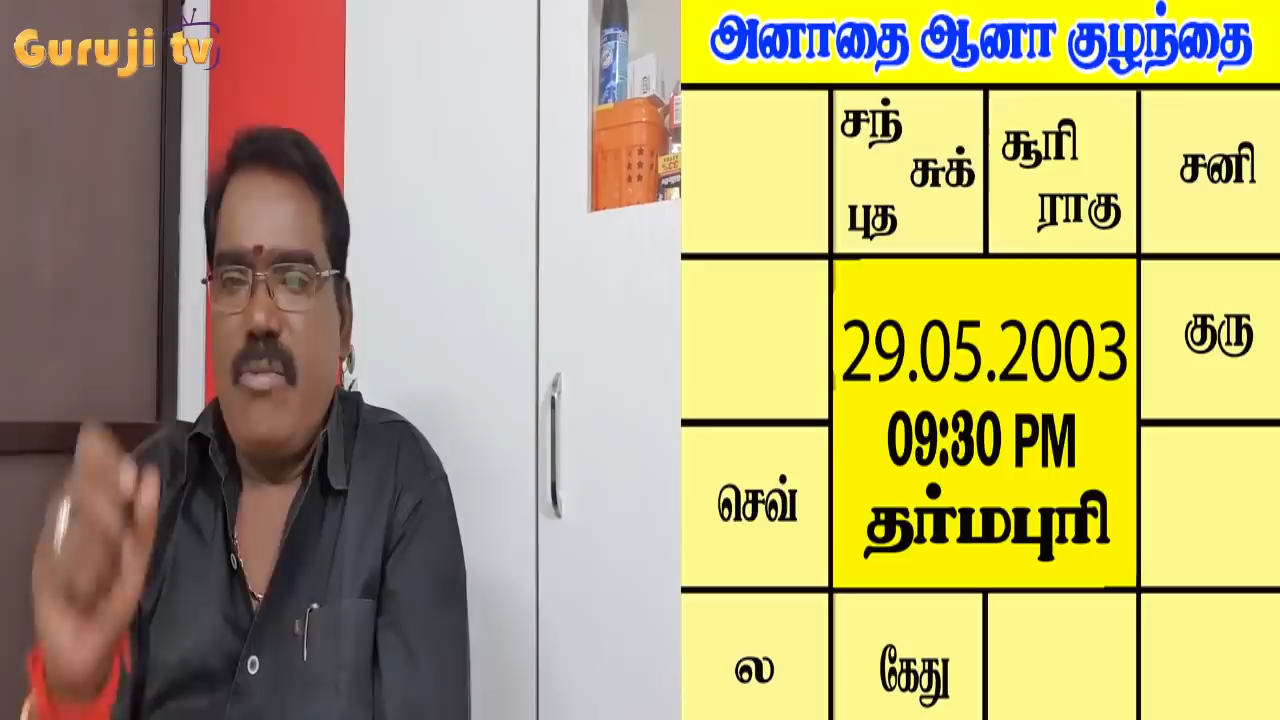 Guruji tv
அனாதை ஆனா குழந்தை
சந்
சுக்
புத
சூரி
ராகு
சனி
குரு
29.05.2003
09:30 PM
தர்மபுரி
செவ்
ல
கேது